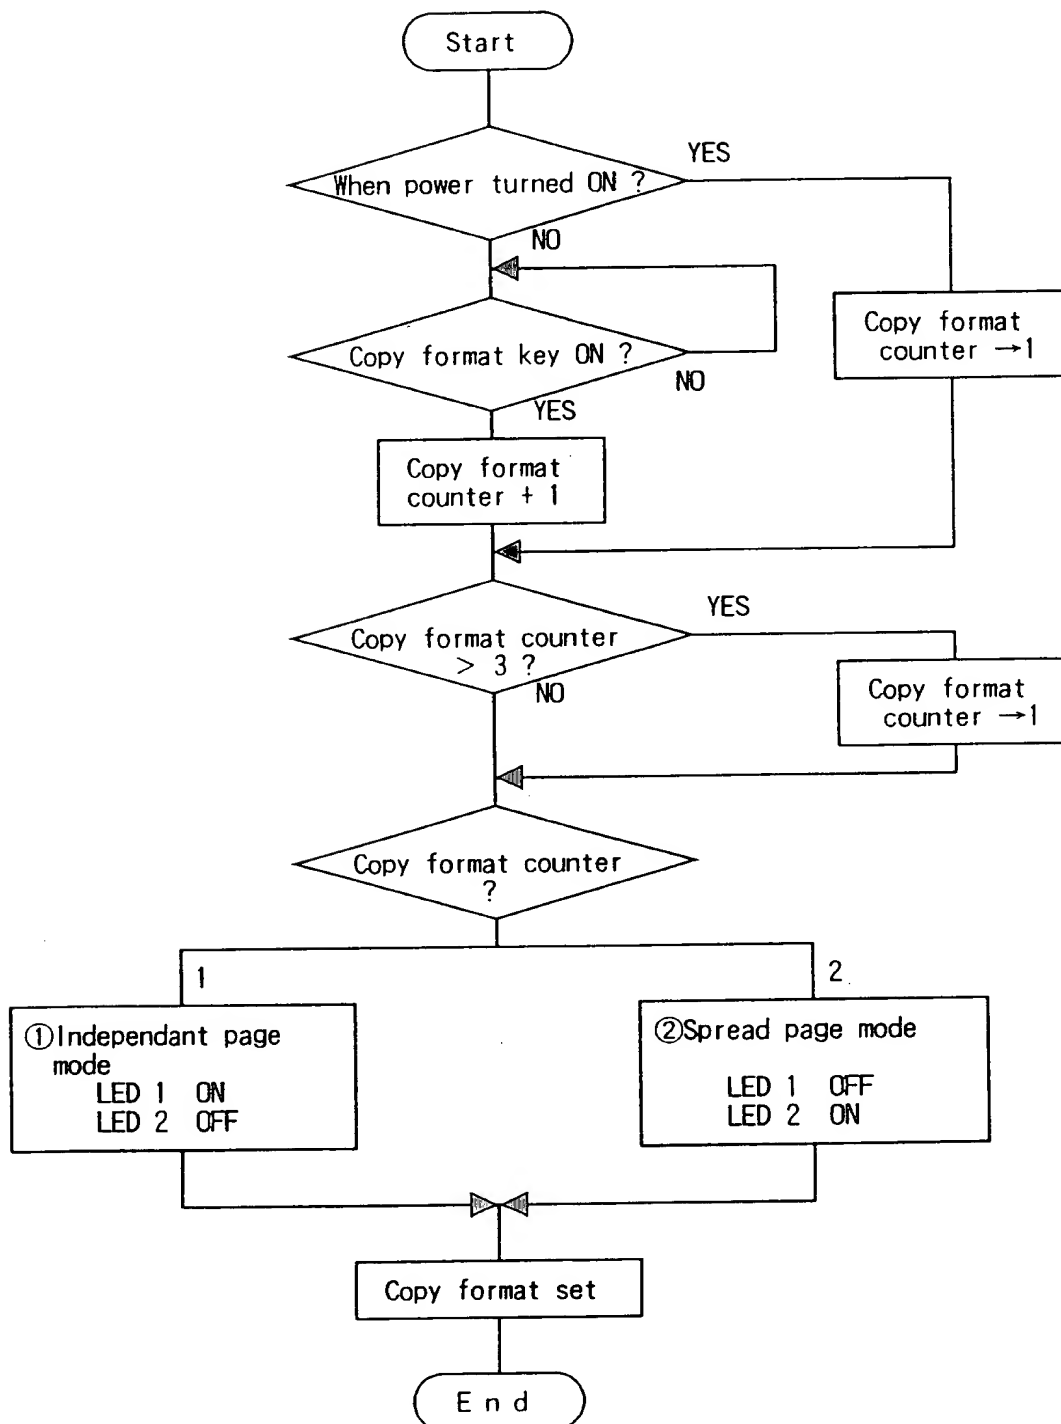 Start
When power turned ON ?
YES
NO
Copy format
counter →1
Copy format key ON ?
NO
YES
Copy format
counter + 1
Copy format counter
> 3 ?
YES
NO
Copy format
counter →1
Copy format counter
?
1
2
①Independant page
mode
LED 1 ON
LED 2 OFF
②Spread page mode
LED 1 OFF
LED 2 ON
Copy format set
End